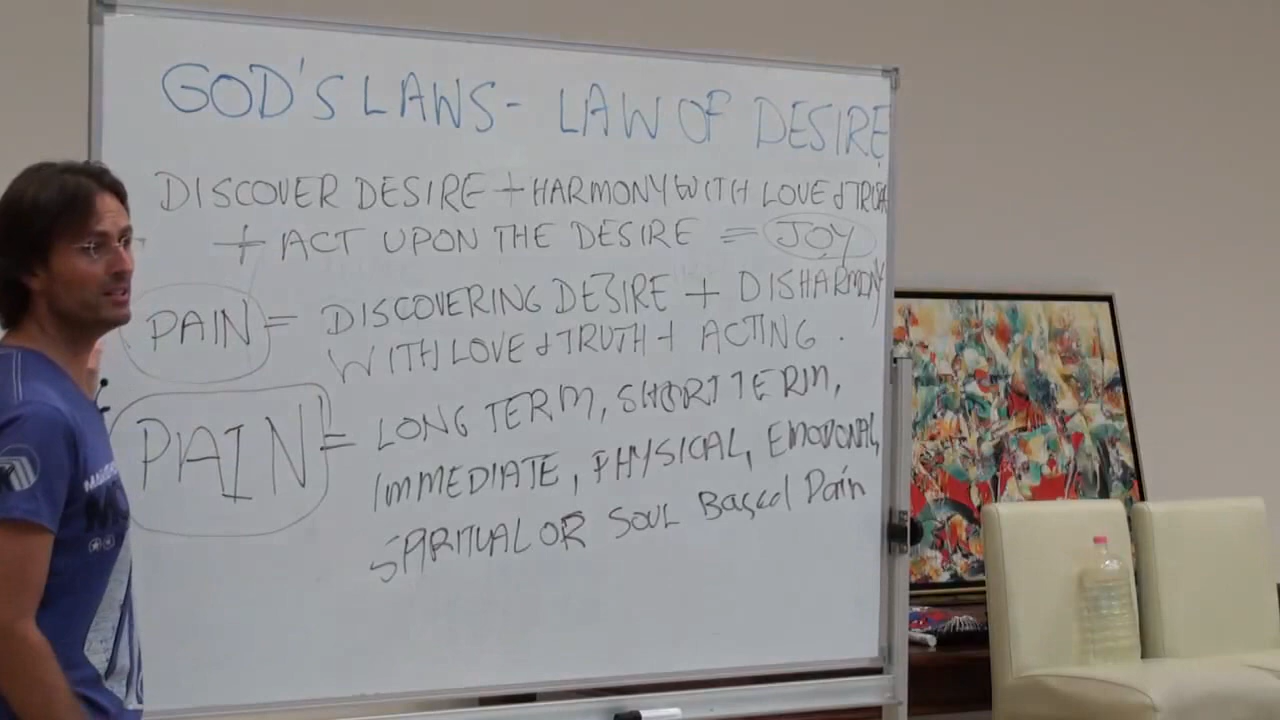 GOD'S LAWS - LAW OF DESIRE
DISCOVER DESIRE + HARMONY WITH LOVE & TRUTH
+ ACT UPON THE DESIRE = JOY
PAIN = DISCOVERING DESIRE + DISHARMONY
WITH LOVE & TRUTH + ACTING.
PAIN = LONG TERM, SHORT TERM,
IMMEDIATE, PHYSICAL, EMOTIONAL,
SPIRITUAL OR SOUL Based Pain